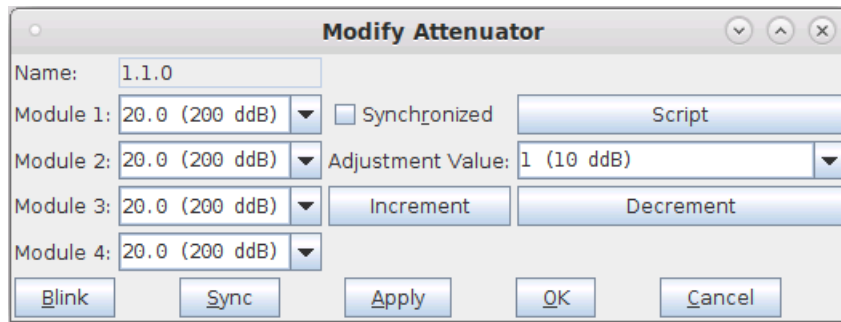 Modify Attenuator
Name: 1.1.0
Module 1: 20.0 (200 ddB) Synchronized Script
Module 2: 20.0 (200 ddB) Adjustment Value: 1 (10 ddB)
Module 3: 20.0 (200 ddB) Increment Decrement
Module 4: 20.0 (200 ddB)
Blink Sync Apply OK Cancel